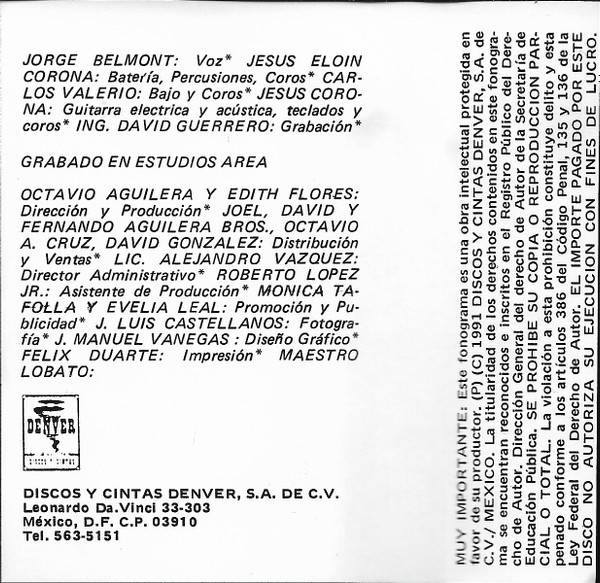 JORGE BELMONT: Voz* JESUS ELOIN
CORONA: Batería, Percusiones, Coros* CAR-
LOS VALERIO: Bajo y Coros* JESUS CORO-
NA: Guitarra electrica y acústica, teclados y
coros* ING. DAVID GUERRERO: Grabación*
GRABADO EN ESTUDIOS AREA
OCTAVIO AGUILERA Y EDITH FLORES:
Dirección y Producción* JOEL, DAVID Y
FERNANDO AGUILERA BROS., OCTAVIO
A. CRUZ, DAVID GONZALEZ: Distribución
y Ventas* LIC. ALEJANDRO VAZQUEZ:
Director Administrativo* ROBERTO LOPEZ
JR.: Asistente de Producción* MONICA TA-
FOLLA Y EVELIA LEAL: Promoción y Pu-
blicidad* J. LUIS CASTELLANOS: Fotogra-
fía* J. MANUEL VANEGAS : Diseño Gráfico*
FELIX DUARTE: Impresión* MAESTRO
LOBATO:
DENVER
DISCOS Y CINTAS
DISCOS Y CINTAS DENVER, S.A. DE C.V.
Leonardo Da.Vinci 33-303
México, D.F. C.P. 03910
Tel. 563-5151
MUY IMPORTANTE: Este fonograma es una obra intelectual protegida en
favor de su productor. (P) (C) 1991 DISCOS Y CINTAS DENVER, S.A. de
C.V./ MEXICO. La titularidad de los derechos contenidos en este fonogra-
ma se encuentran reconocidos e inscritos en el Registro Público del Dere-
cho de Autor. Dirección General del derecho de Autor de la Secretaría de
Educación Pública. SE PROHIBE SU COPIA O REPRODUCCION PAR-
CIAL O TOTAL. La violación a esta prohibición constituye delito y esta
penado conforme a los artículos 386 del Código Penal, 135 y 136 de la
Ley Federal del Derecho de Autor. EL IMPORTE PAGADO POR ESTE
DISCO NO AUTORIZA SU EJECUCION CON FINES DE LUCRO.